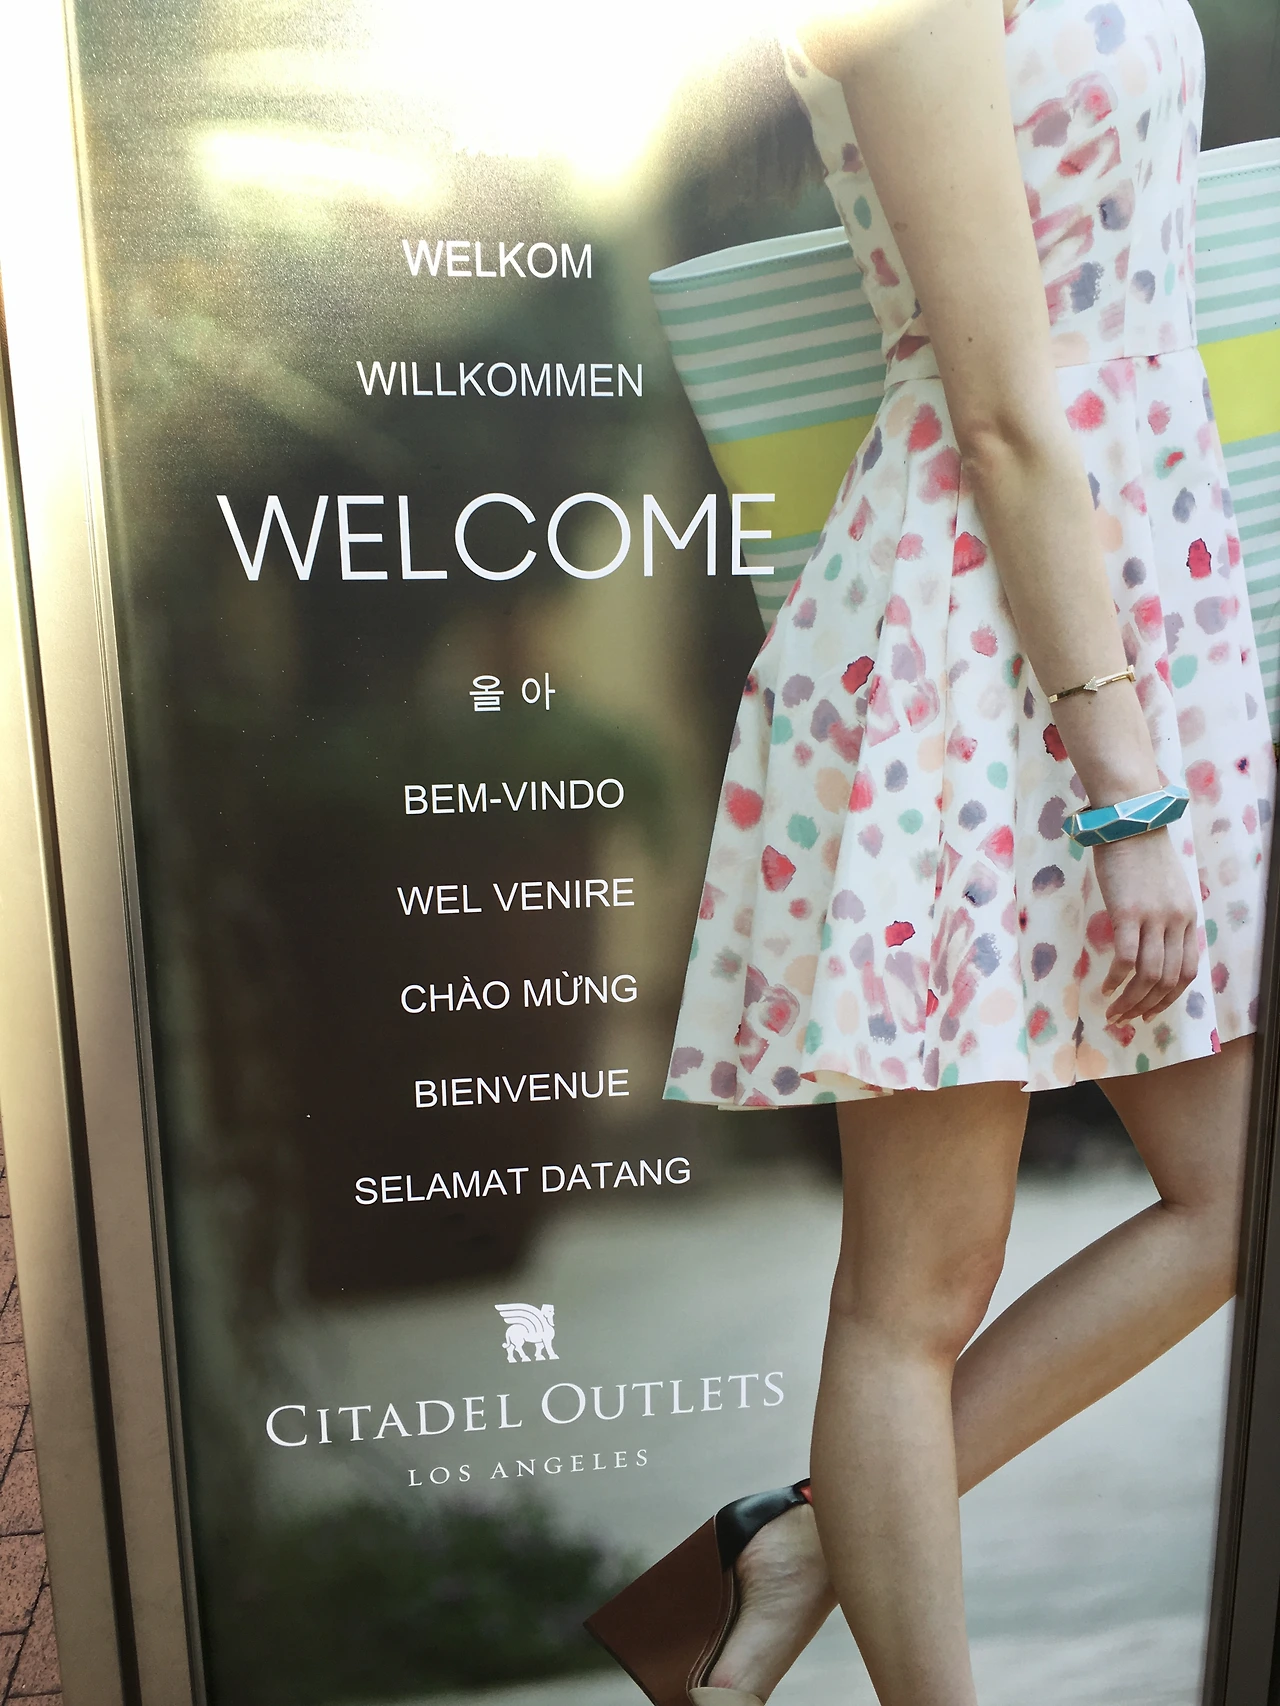 WELKOM
WILLKOMMEN
WELCOME
올 아
BEM-VINDO
WEL VENIRE
CHÀO MỪNG
BIENVENUE
SELAMAT DATANG
CITADEL OUTLETS
LOS ANGELES